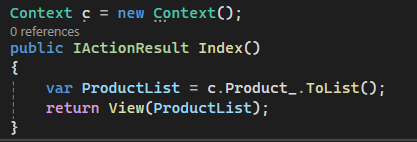 Context c = new Context();
0 references
public IActionResult Index()
{
var ProductList = c.Product_.ToList();
return View(ProductList);
}